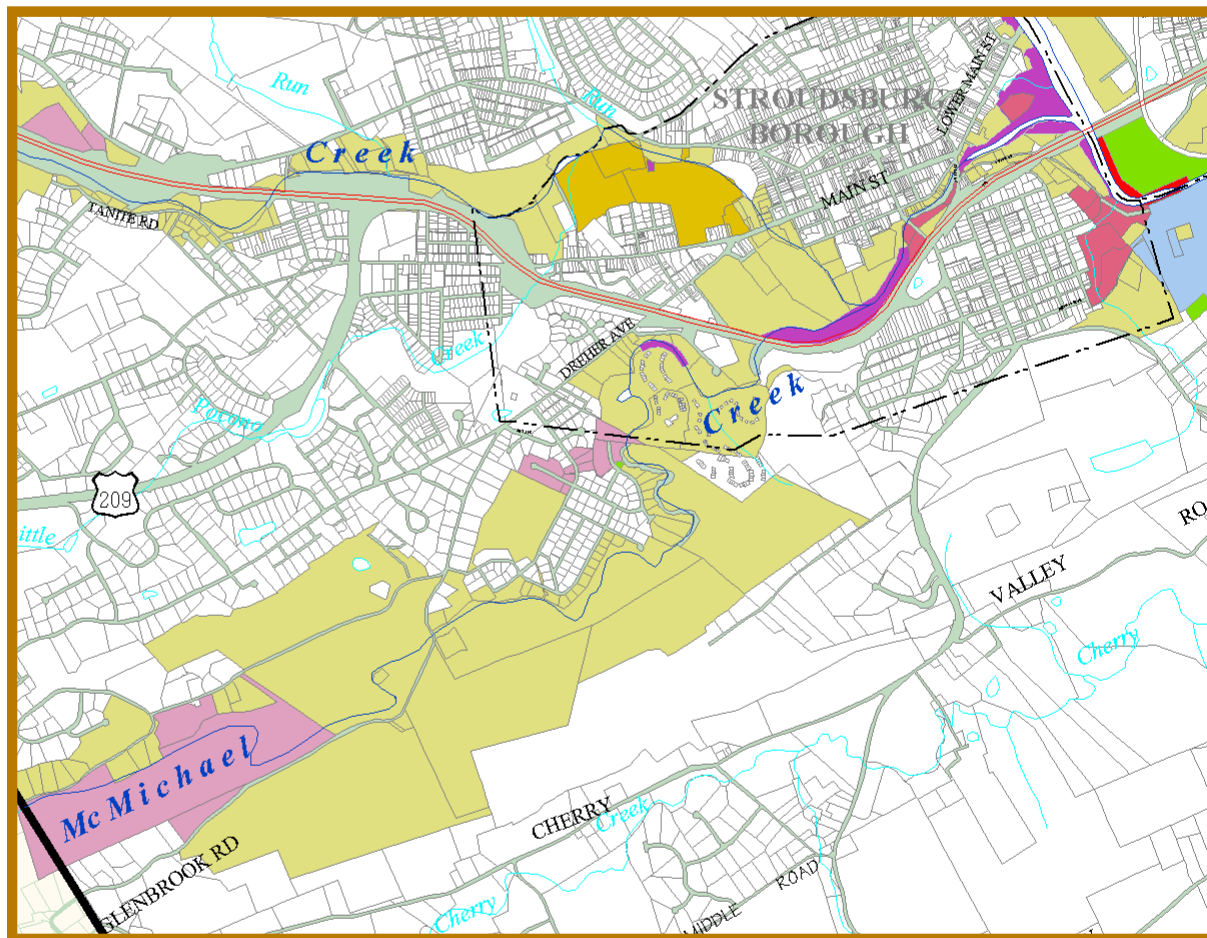 Run
Run
STROUDSBURG
BOROUGH
LOWER MAIN ST
Creek
MAIN ST
TANITE RD
DREHER AVE
Creek
Creek
Pocono
209
ittle
RO
VALLEY
Cherry
McMichael
CHERRY
Creek
GLENBROOK RD
ROAD
MIDDLE
Cherry